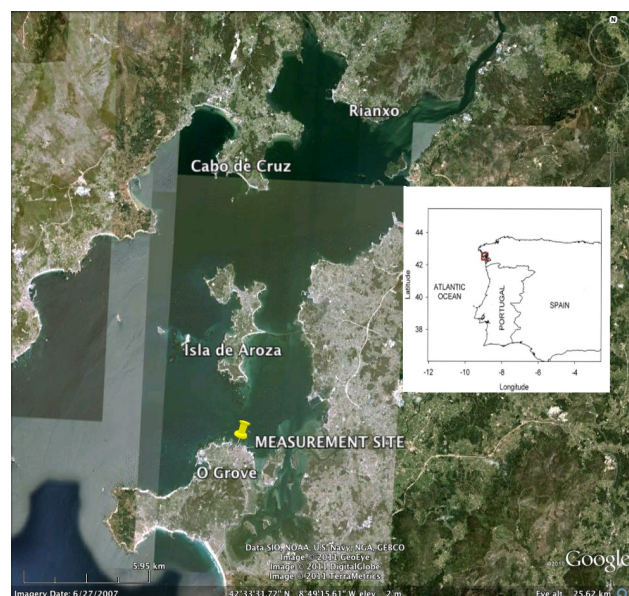 N
Rianxo
Cabo de Cruz
44
42
40
38
Latitude
ATLANTIC
OCEAN
PORTUGAL
SPAIN
-12
-10
-8
-6
-4
Longitude
Isla de Aroza
MEASUREMENT SITE
O Grove
Data SIO, NOAA, U.S. Navy, NGA, GEBCO
Image © 2011 GeoEye
Image © 2011 DigitalGlobe
Image © 2011 TerraMetrics
©2010 Google
5.95 km
Imagery Date: 6/27/2007 42°33'31.72" N 8°49'15.61" W elev 2 m Eye alt 25.62 km